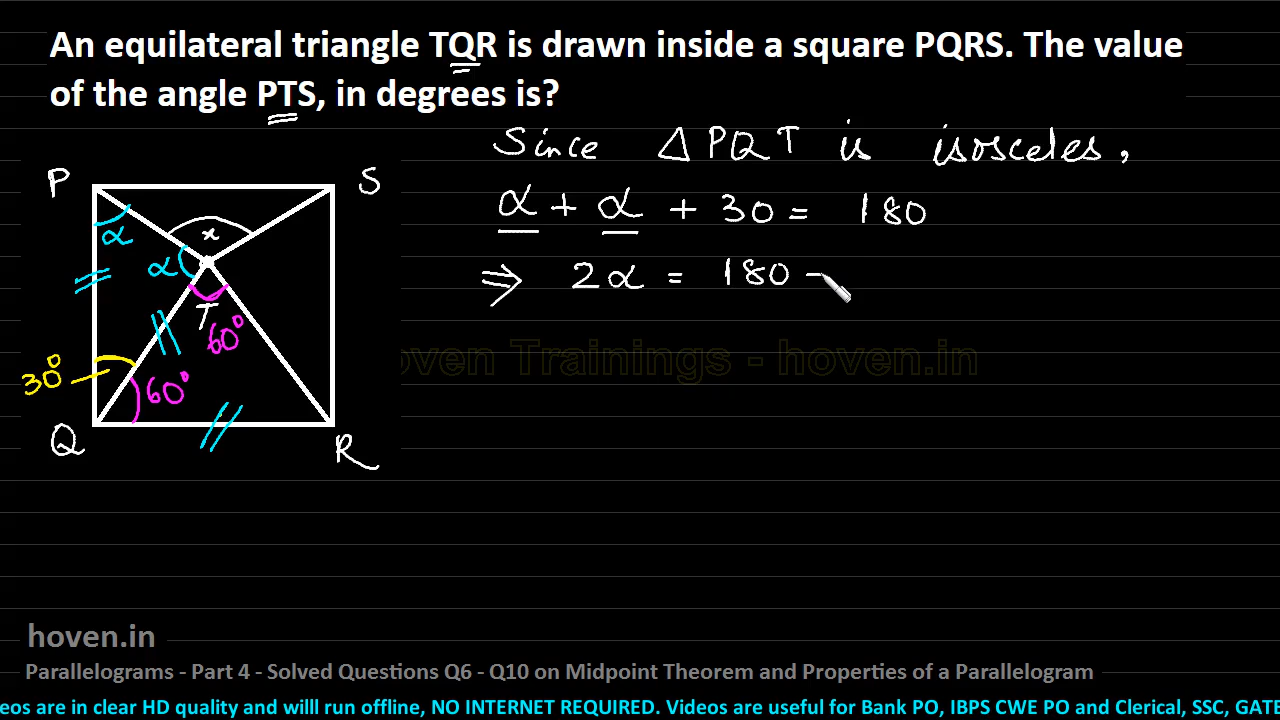 An equilateral triangle TQR is drawn inside a square PQRS. The value
of the angle PTS, in degrees is?
Since △PQT is isosceles,
α + α + 30 = 180
⇒ 2α = 180 -
P
S
α
x
α
T
60°
30°
60°
Q
R
oven Trainings - hoven.in
hoven.in
Parallelograms - Part 4 - Solved Questions Q6 - Q10 on Midpoint Theorem and Properties of a Parallelogram
eos are in clear HD quality and willl run offline, NO INTERNET REQUIRED. Videos are useful for Bank PO, IBPS CWE PO and Clerical, SSC, GATE